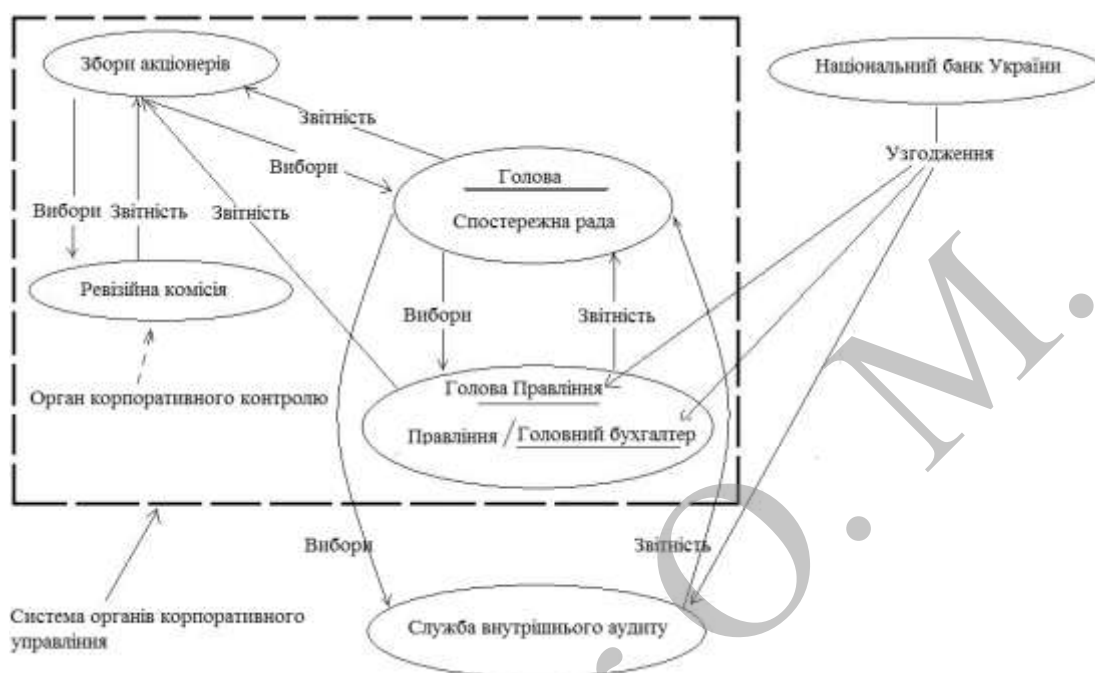 Збори акціонерів
Національний банк України
Звітність
Узгодження
Вибори
Голова
Спостережна рада
Вибори
Звітність
Звітність
Ревізійна комісія
Вибори
Звітність
Орган корпоративного контролю
Голова Правління
Правління / Головний бухгалтер
Вибори
Звітність
Система органів корпоративного
управління
Служба внутрішнього аудиту
О. М.